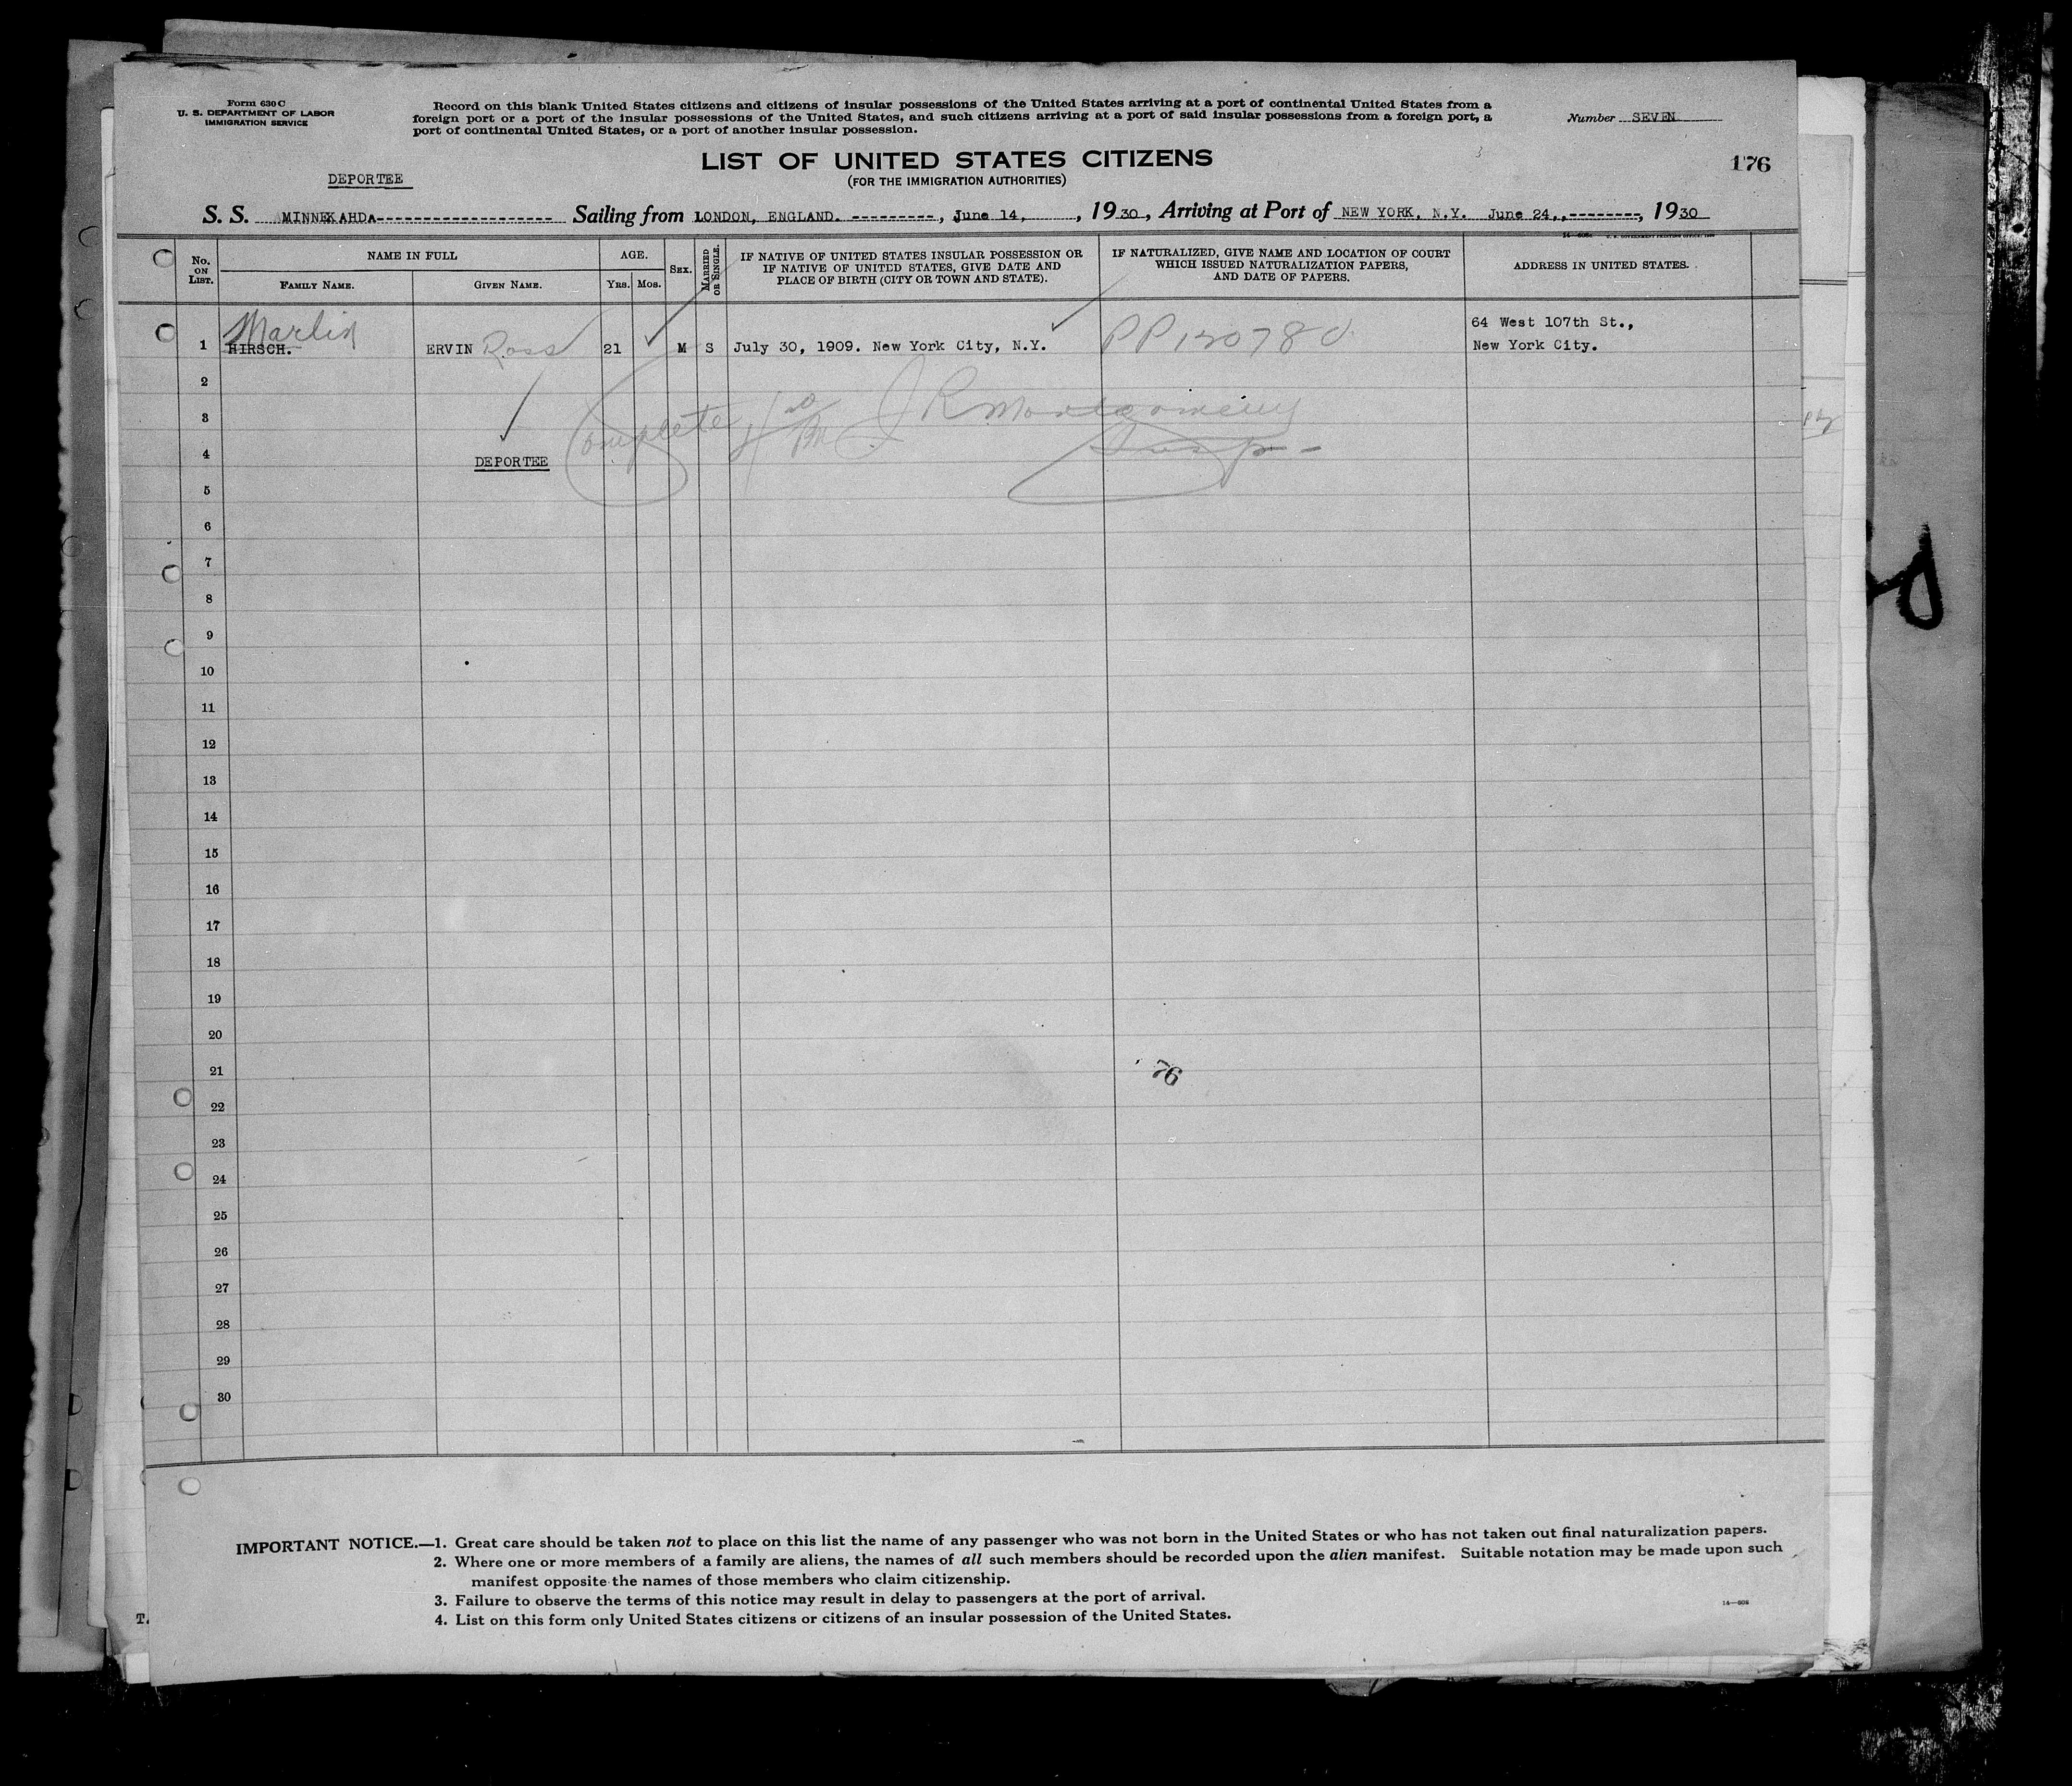 Form 630 C
U. S. DEPARTMENT OF LABOR
IMMIGRATION SERVICE
Record on this blank United States citizens and citizens of insular possessions of the United States arriving at a port of continental United States from a
foreign port or a port of the insular possessions of the United States, and such citizens arriving at a port of said insular possessions from a foreign port, a
port of continental United States, or a port of another insular possession.
Number SEVEN
LIST OF UNITED STATES CITIZENS
(FOR THE IMMIGRATION AUTHORITIES)
176
DEPORTEE
S. S. MINNEKAHDA-------------------- Sailing from LONDON, ENGLAND. ---------, June 14, , 1930, Arriving at Port of NEW YORK, N.Y. June 24,,--------, 1930
No. ON LIST.
NAME IN FULL
FAMILY NAME.
GIVEN NAME.
AGE.
YRS.
MOS.
SEX.
MARRIED OR SINGLE.
IF NATIVE OF UNITED STATES INSULAR POSSESSION OR
IF NATIVE OF UNITED STATES, GIVE DATE AND
PLACE OF BIRTH (CITY OR TOWN AND STATE).
IF NATURALIZED, GIVE NAME AND LOCATION OF COURT
WHICH ISSUED NATURALIZATION PAPERS,
AND DATE OF PAPERS.
ADDRESS IN UNITED STATES.
Marlin
64 West 107th St.,
1 HIRSCH. ERVIN Ross 21 M S July 30, 1909. New York City, N.Y. New York City.
2
3 Complete J R Montgomery
4 DEPORTEE Insp-
5
6
7
8
9
10
11
12
13
14
15
16
17
18
19
20
21 76
22
23
24
25
26
27
28
29
30
IMPORTANT NOTICE.—1. Great care should be taken not to place on this list the name of any passenger who was not born in the United States or who has not taken out final naturalization papers.
2. Where one or more members of a family are aliens, the names of all such members should be recorded upon the alien manifest. Suitable notation may be made upon such
manifest opposite the names of those members who claim citizenship.
3. Failure to observe the terms of this notice may result in delay to passengers at the port of arrival.
4. List on this form only United States citizens or citizens of an insular possession of the United States.
14—608